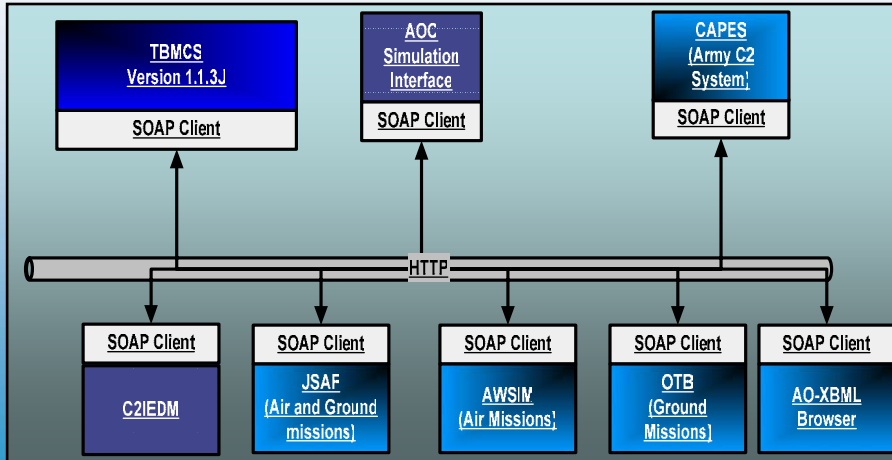 TBMCS
Version 1.1.3J
SOAP Client
AOC
Simulation
Interface
SOAP Client
CAPES
(Army C2
System)
SOAP Client
HTTP
SOAP Client
C2IEDM
SOAP Client
JSAF
(Air and Ground
missions)
SOAP Client
AWSIM
(Air Missions)
SOAP Client
OTB
(Ground
Missions)
SOAP Client
AO-XBML
Browser